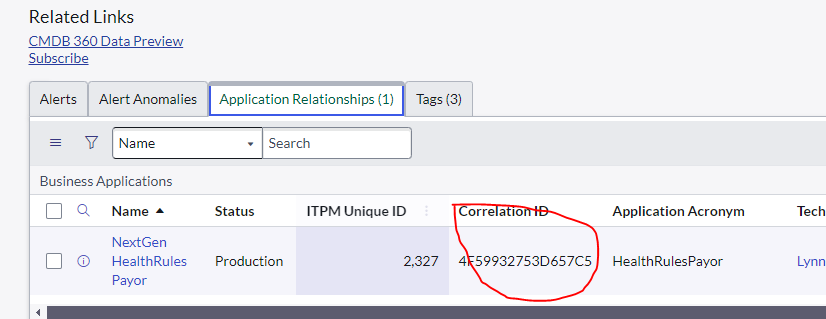 Related Links
CMDB 360 Data Preview
Subscribe
Alerts Alert Anomalies Application Relationships (1) Tags (3)
Name Search
Business Applications
Name Status ITPM Unique ID Correlation ID Application Acronym Tech
NextGen
HealthRules
Payor
Production 2,327 4F59932753D657C5 HealthRulesPayor Lynn